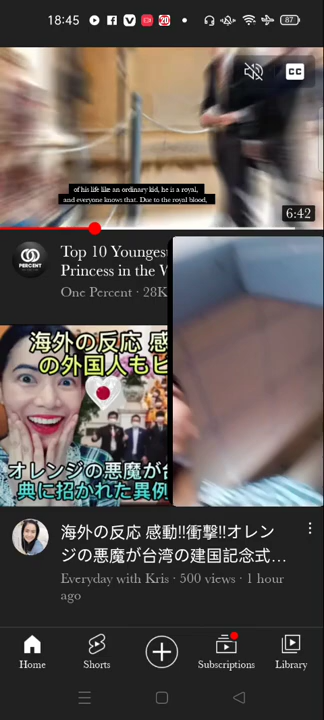 18:45
20
87
CC
of his life like an ordinary kid, he is a royal,
and everyone knows that. Due to the royal blood,
6:42
PERCENT
Top 10 Youngest
Princess in the W
One Percent · 28K
海外の反応 感
の外国人もビ
オレンジの悪魔が台
典に招かれた異例
海外の反応 感動!!衝撃!!オレン
ジの悪魔が台湾の建国記念式...
Everyday with Kris · 500 views · 1 hour
ago
Home
Shorts
Subscriptions
Library